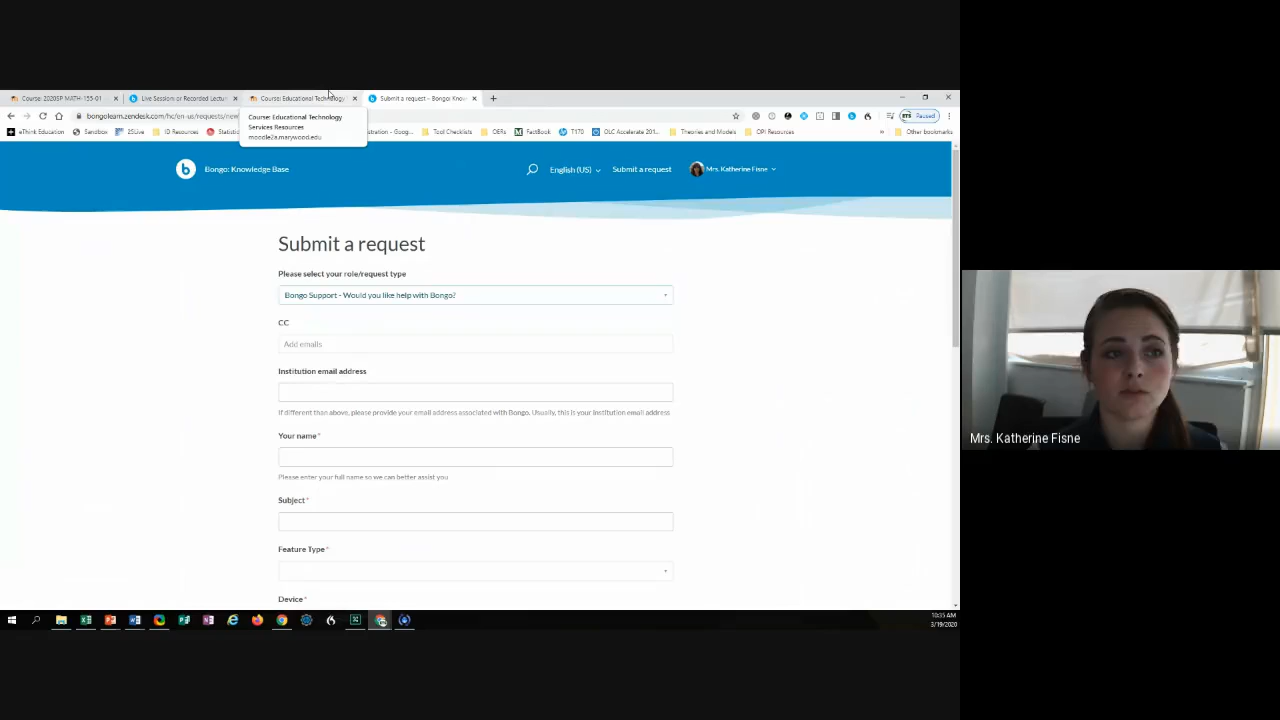 Course: 2020SP MATH-155-01
Live Session or Recorded Lectu
Course: Educational Technology
Submit a request – Bongo: Know
bongolearn.zendesk.com/hc/en-us/requests/new
Paused
eThink Education
Sandbox
25Live
ID Resources
Statistic
stration - Goog...
Tool Checklists
OERs
FactBook
T170
OLC Accelerate 201...
Theories and Assess...
OPI Resources
»
Other bookmarks
Course: Educational Technology
Services Resources
moodle2a.marywood.edu
Bongo: Knowledge Base
English (US)
Submit a request
Mrs. Katherine Fisne
Submit a request
Please select your role/request type
Bongo Support - Would you like help with Bongo?
CC
Add emails
Institution email address
If different than above, please provide your email address associated with Bongo. Usually, this is your Institution email address
Your name*
Please enter your full name so we can better assist you
Subject*
Feature Type*
Device*
Mrs. Katherine Fisne
10:35 AM
3/19/2020